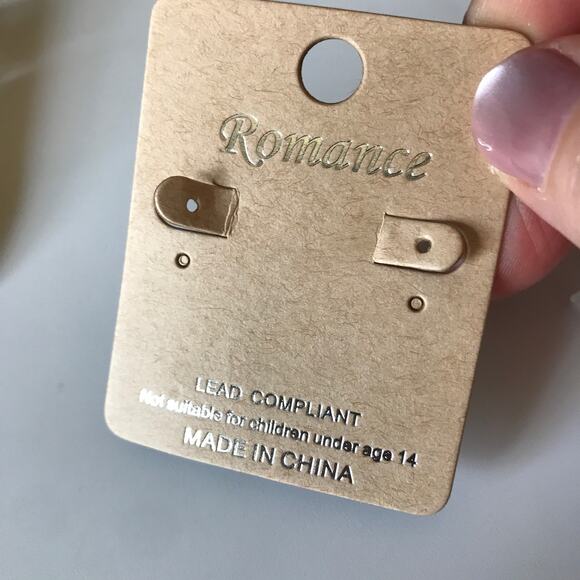 Romance
LEAD COMPLIANT
Not suitable for children under age 14
MADE IN CHINA